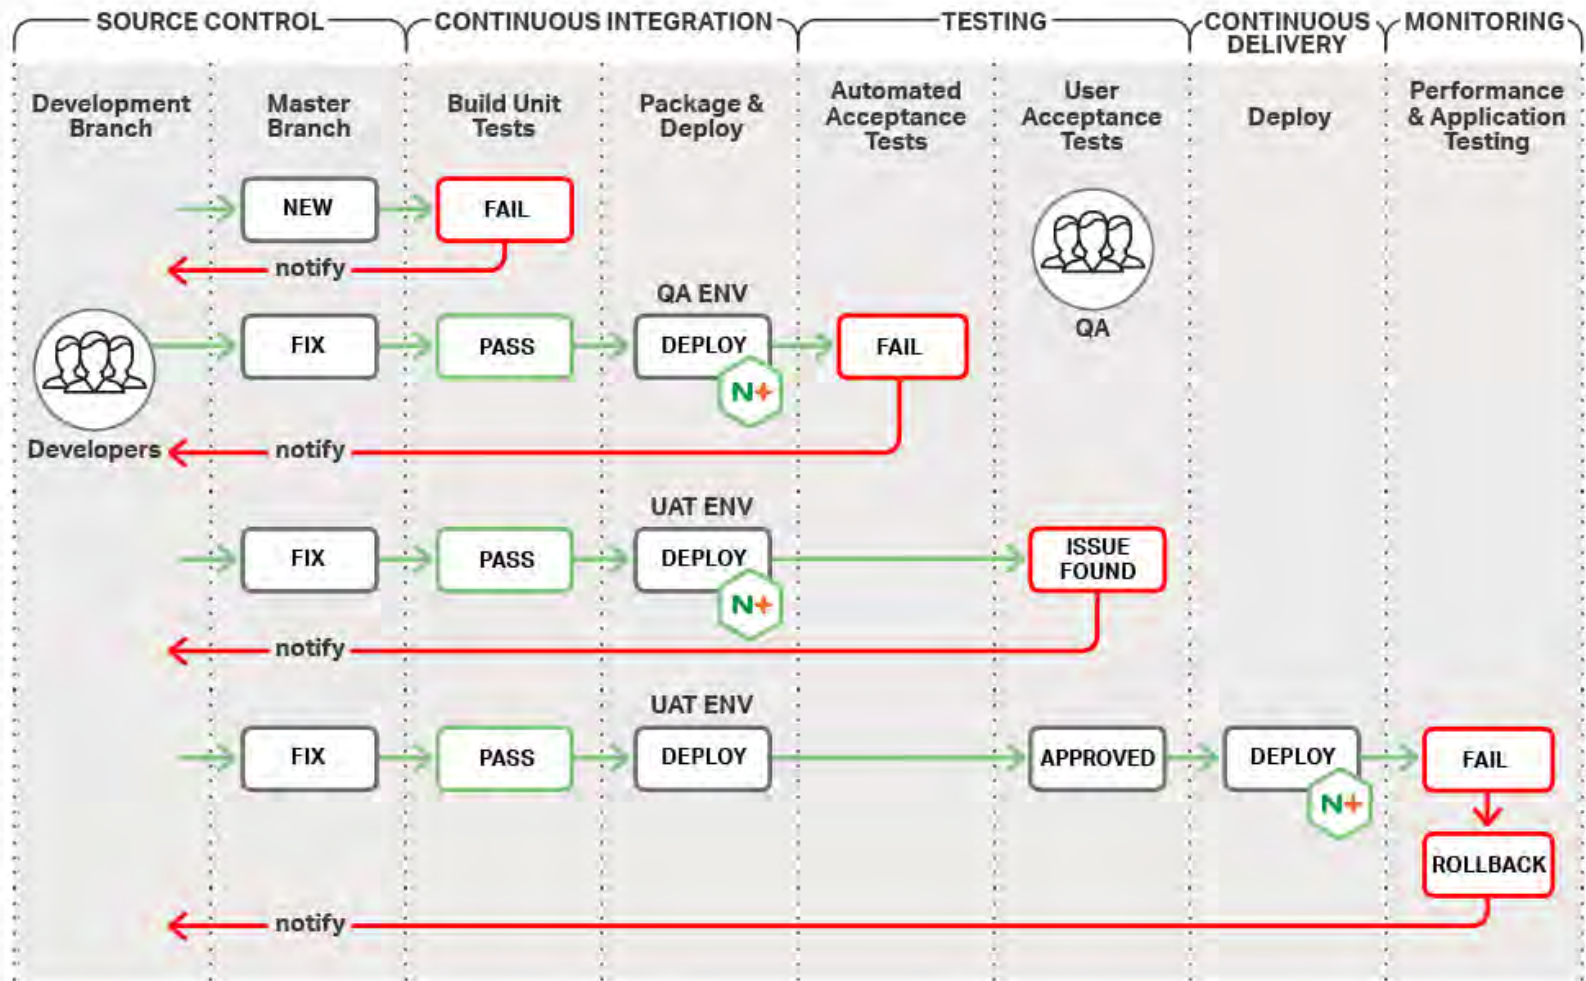 SOURCE CONTROL
CONTINUOUS INTEGRATION
TESTING
CONTINUOUS
DELIVERY
MONITORING
Development
Branch
Master
Branch
Build Unit
Tests
Package &
Deploy
Automated
Acceptance
Tests
User
Acceptance
Tests
Deploy
Performance
& Application
Testing
NEW
FAIL
notify
QA ENV
FIX
PASS
DEPLOY
N+
FAIL
QA
Developers
notify
UAT ENV
FIX
PASS
DEPLOY
N+
ISSUE
FOUND
notify
UAT ENV
FIX
PASS
DEPLOY
APPROVED
DEPLOY
N+
FAIL
ROLLBACK
notify